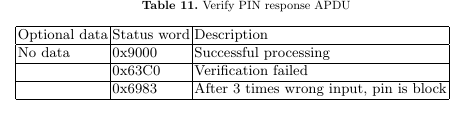 Table 11. Verify PIN response APDU
Optional data Status word Description
No data 0x9000 Successful processing
0x63C0 Verification failed
0x6983 After 3 times wrong input, pin is block